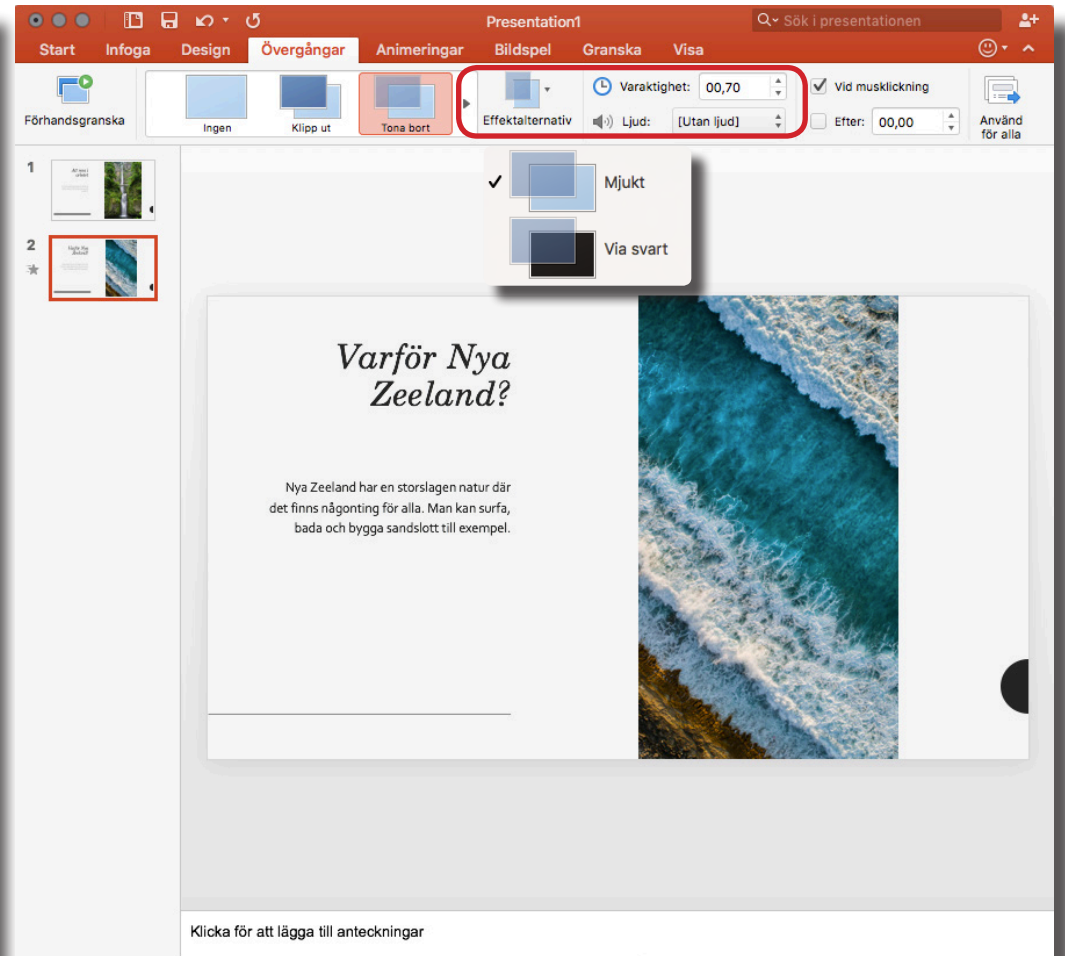 Presentation1
Sök i presentationen
Start Infoga Design Övergångar Animeringar Bildspel Granska Visa
Förhandsgranska
Ingen
Klipp ut
Tona bort
Effektalternativ
Varaktighet: 00,70
Ljud: [Utan ljud]
Vid musklickning
Efter: 00,00
Använd
för alla
Mjukt
Via svart
1
2
Varför Nya
Zeeland?
Nya Zeeland har en storslagen natur där
det finns någonting för alla. Man kan surfa,
bada och bygga sandslott till exempel.
Klicka för att lägga till anteckningar